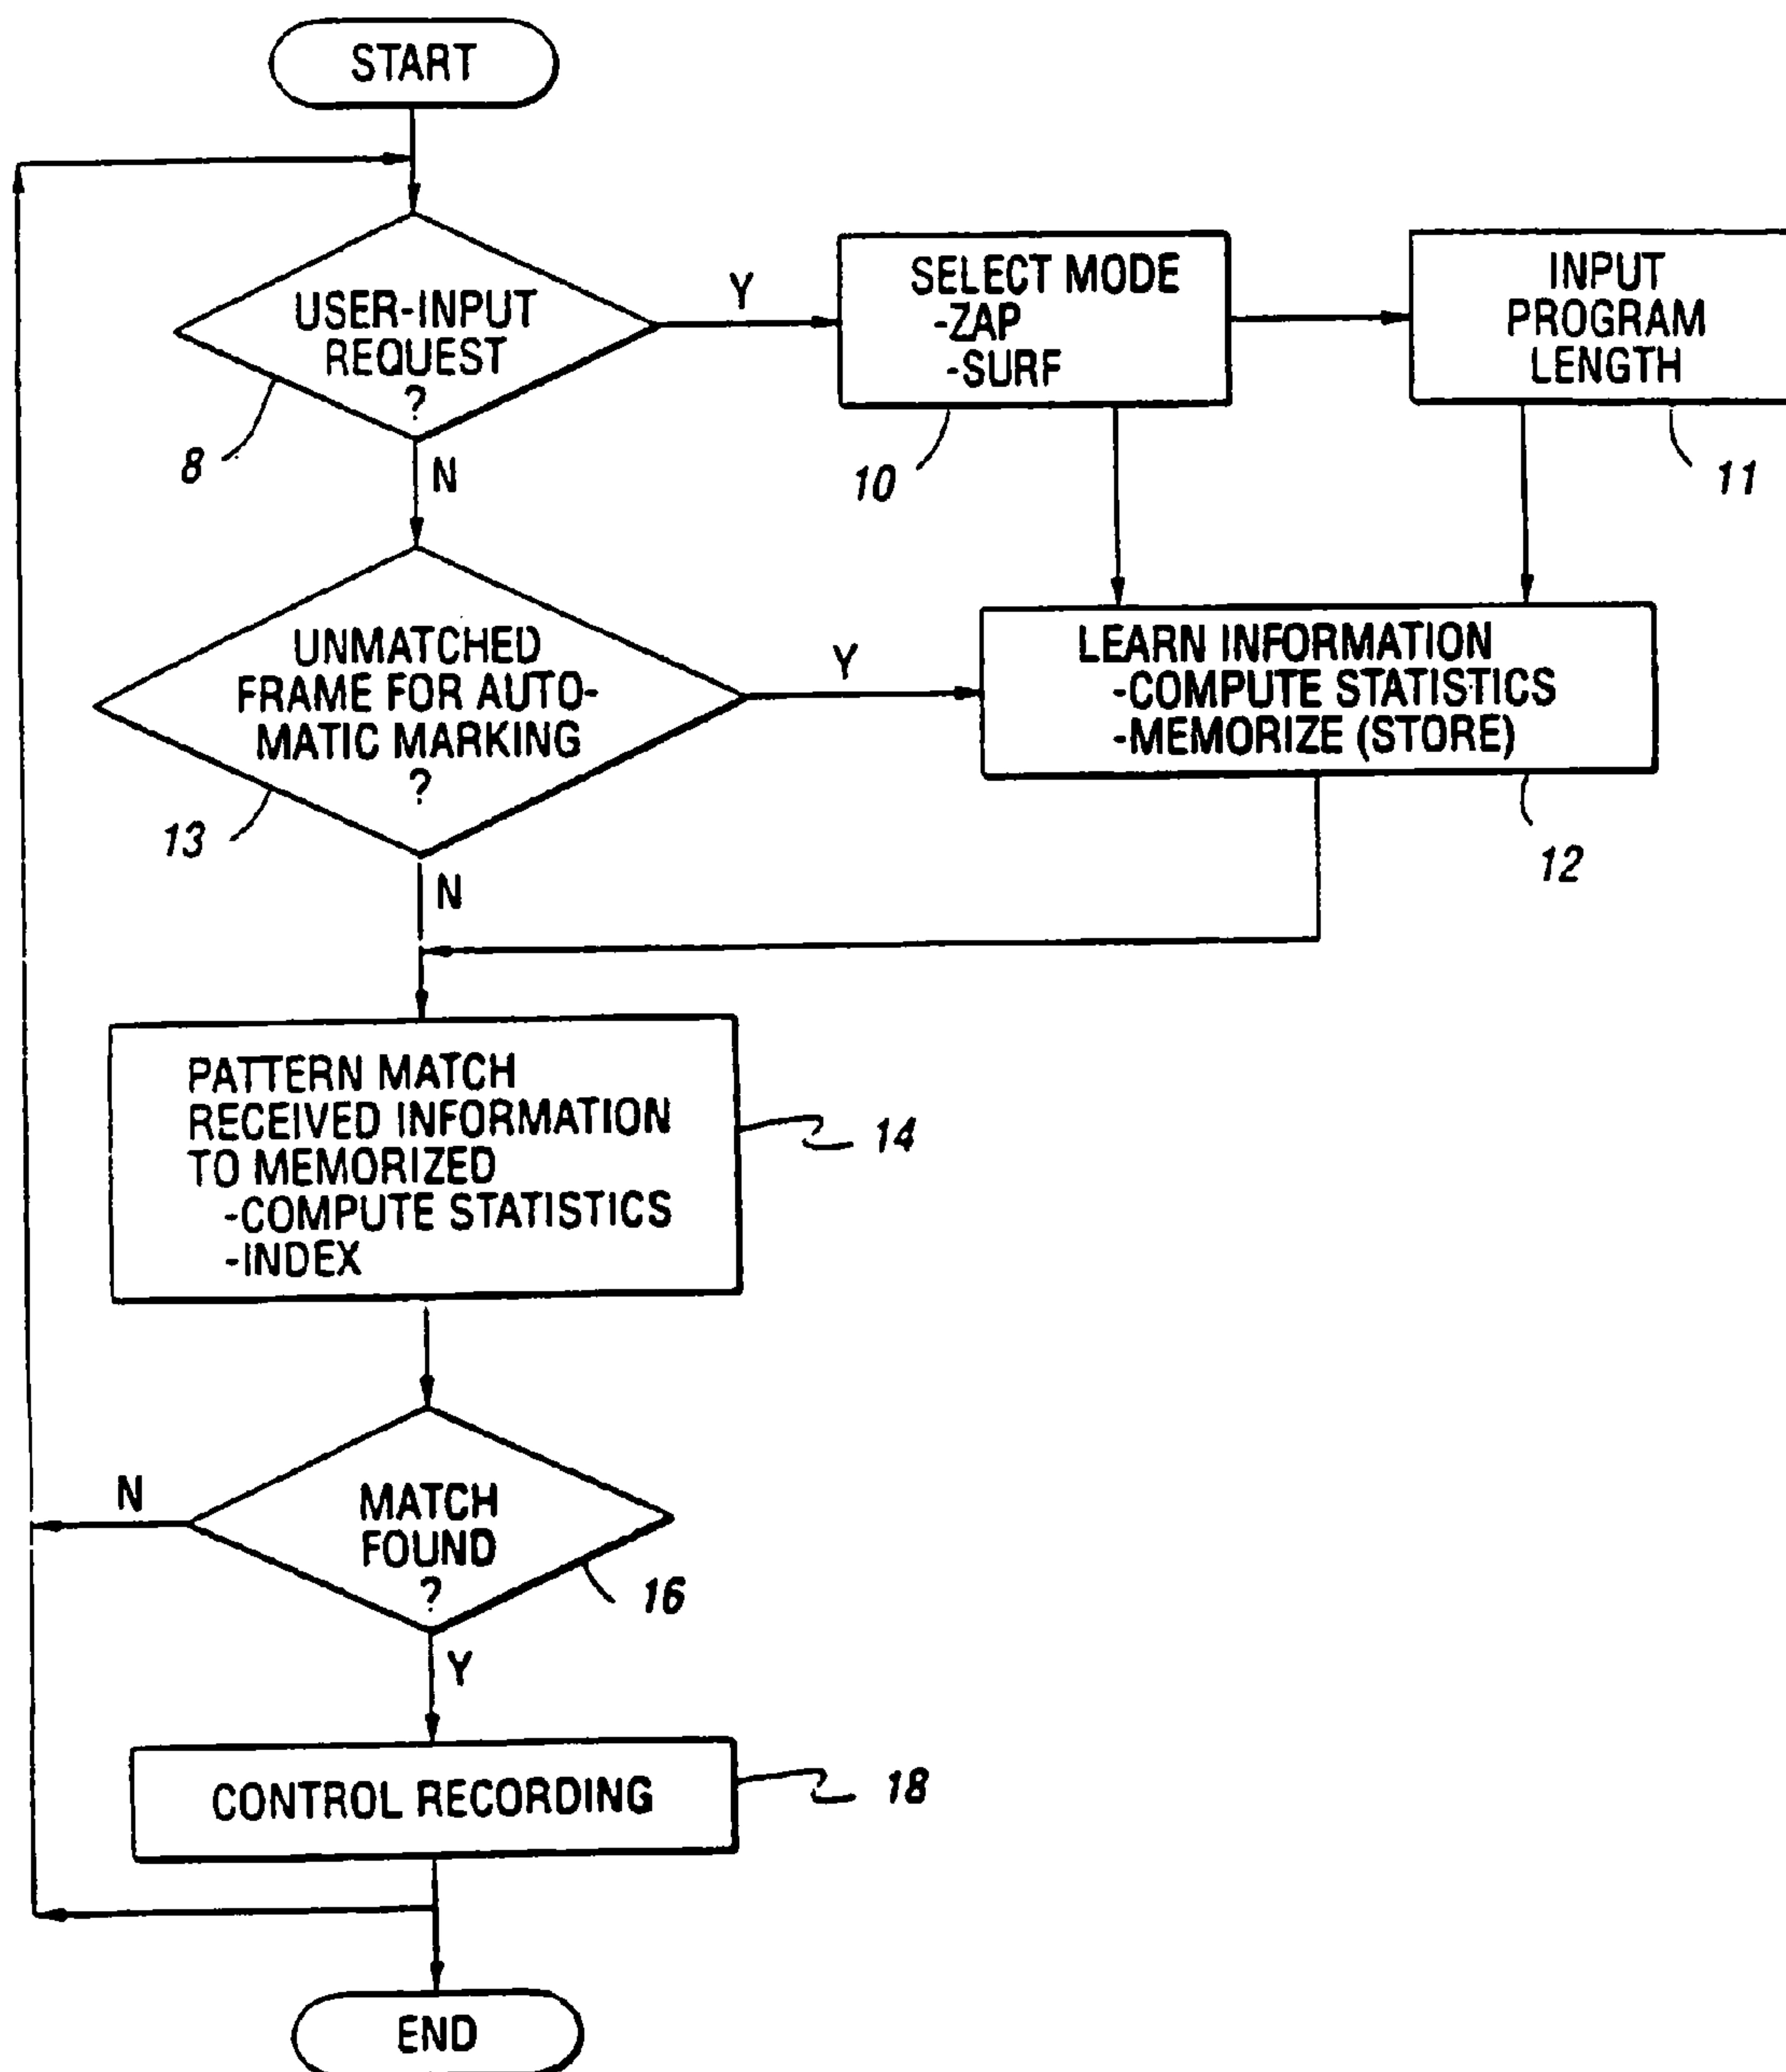 START
USER-INPUT
REQUEST
?
8
Y
N
SELECT MODE
-ZAP
-SURF
10
INPUT
PROGRAM
LENGTH
11
UNMATCHED
FRAME FOR AUTO-
MATIC MARKING
?
13
Y
N
LEARN INFORMATION
-COMPUTE STATISTICS
-MEMORIZE (STORE)
12
PATTERN MATCH
RECEIVED INFORMATION
TO MEMORIZED
-COMPUTE STATISTICS
-INDEX
14
MATCH
FOUND
?
N
16
Y
CONTROL RECORDING
18
END